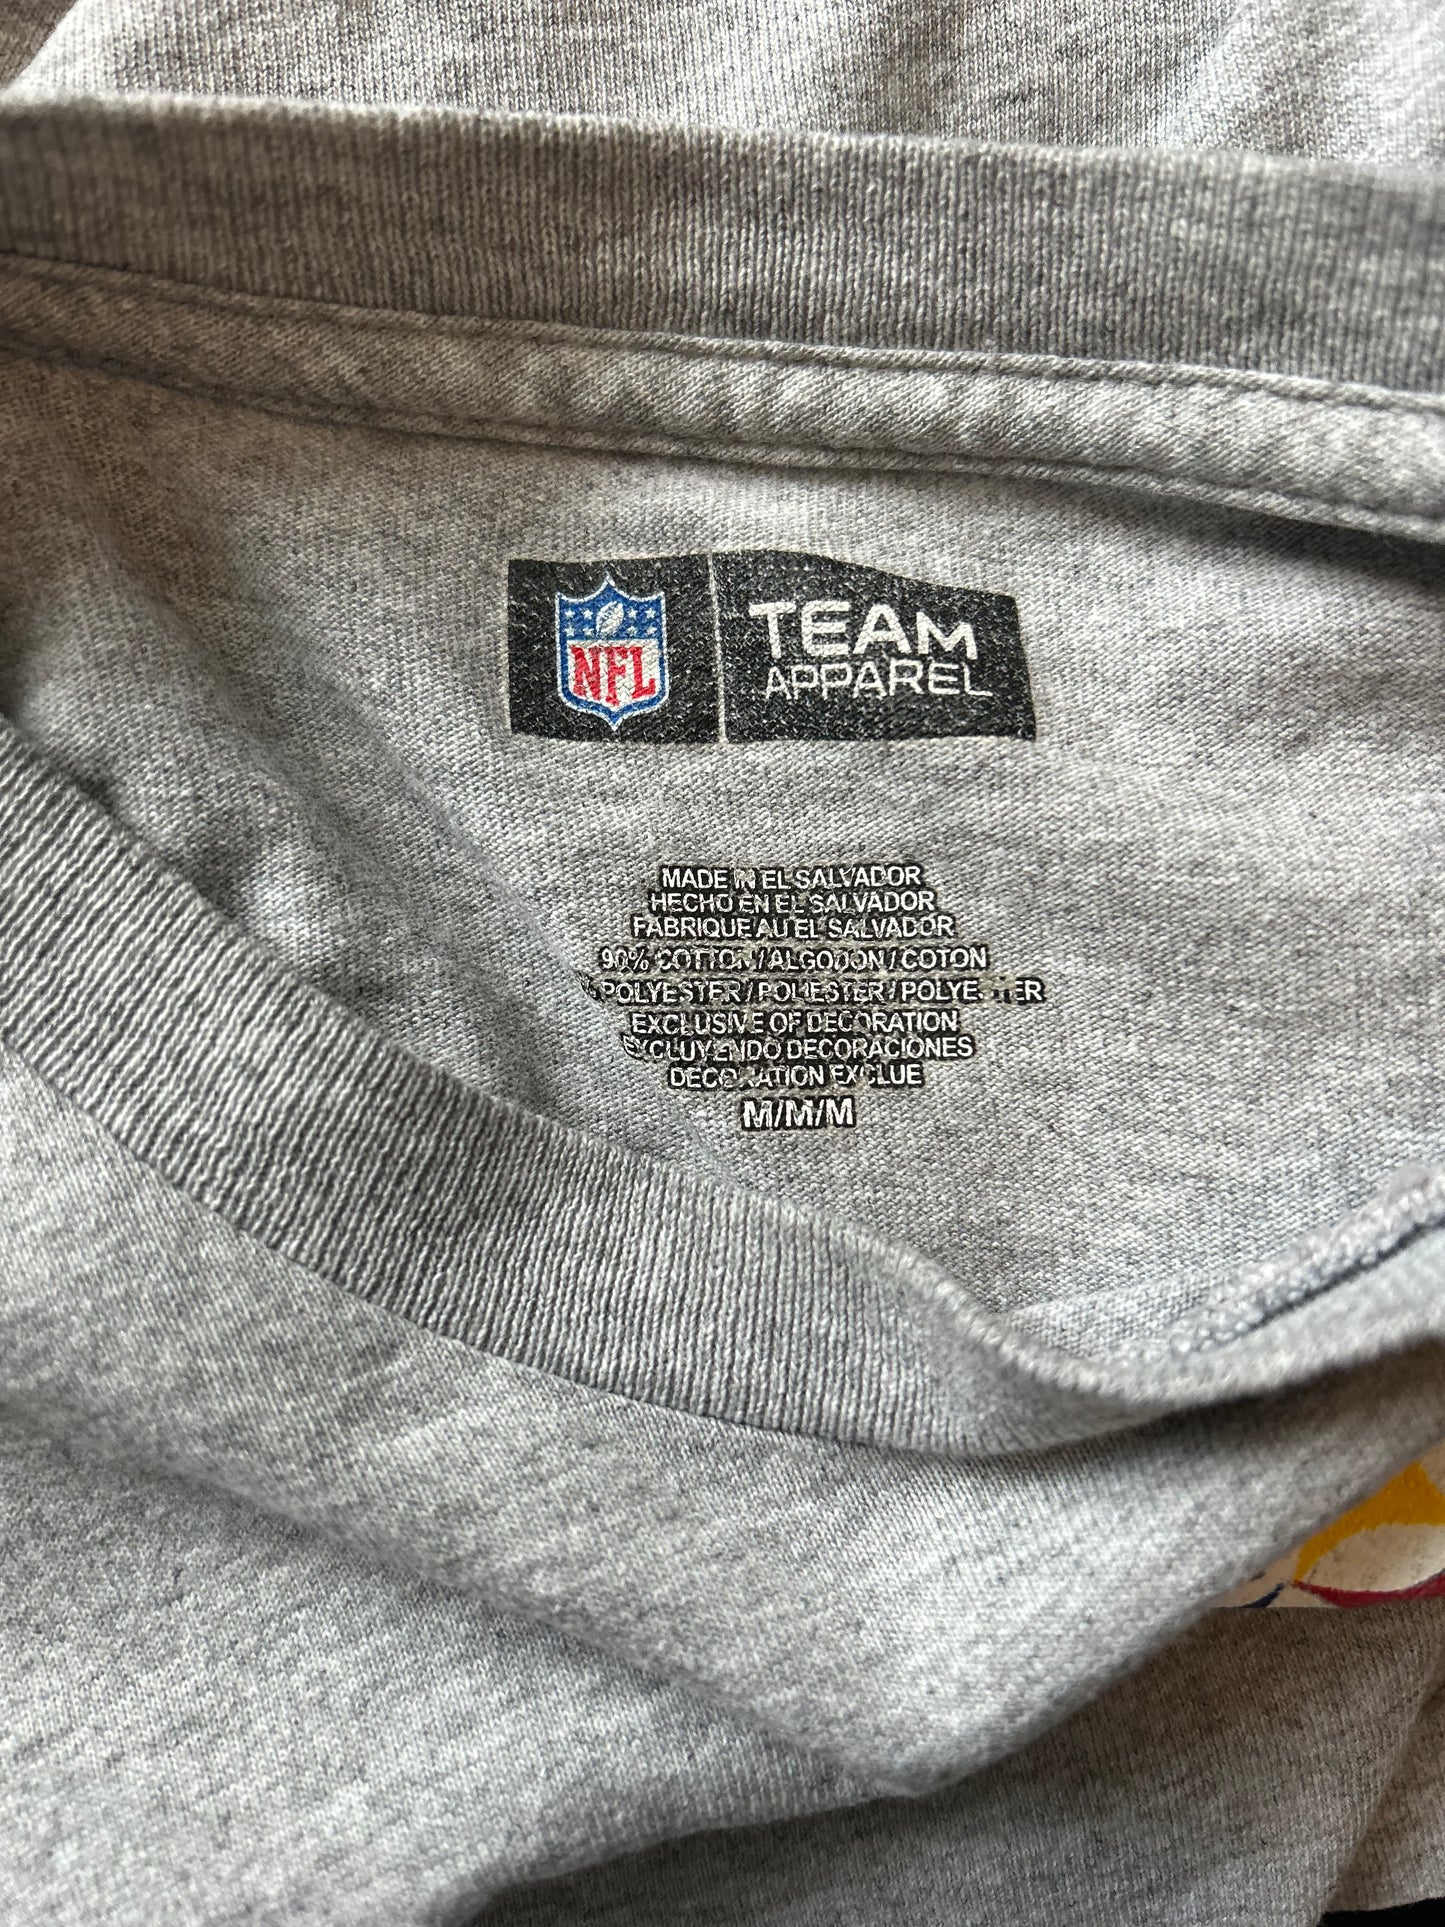 NFL
TEAM
APPAREL
MADE IN EL SALVADOR
HECHO EN EL SALVADOR
FABRIQUE AU EL SALVADOR
90% COTTON/ALGODON/COTON
% POLYESTER/POLIESTER/POLYESTER
EXCLUSIVE OF DECORATION
EXCLUYENDO DECORACIONES
DECORATION EXCLUE
M/M/M